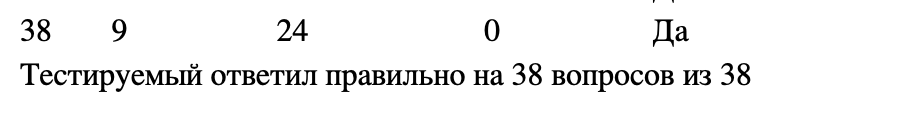 38 9 24 0 Да
Тестируемый ответил правильно на 38 вопросов из 38